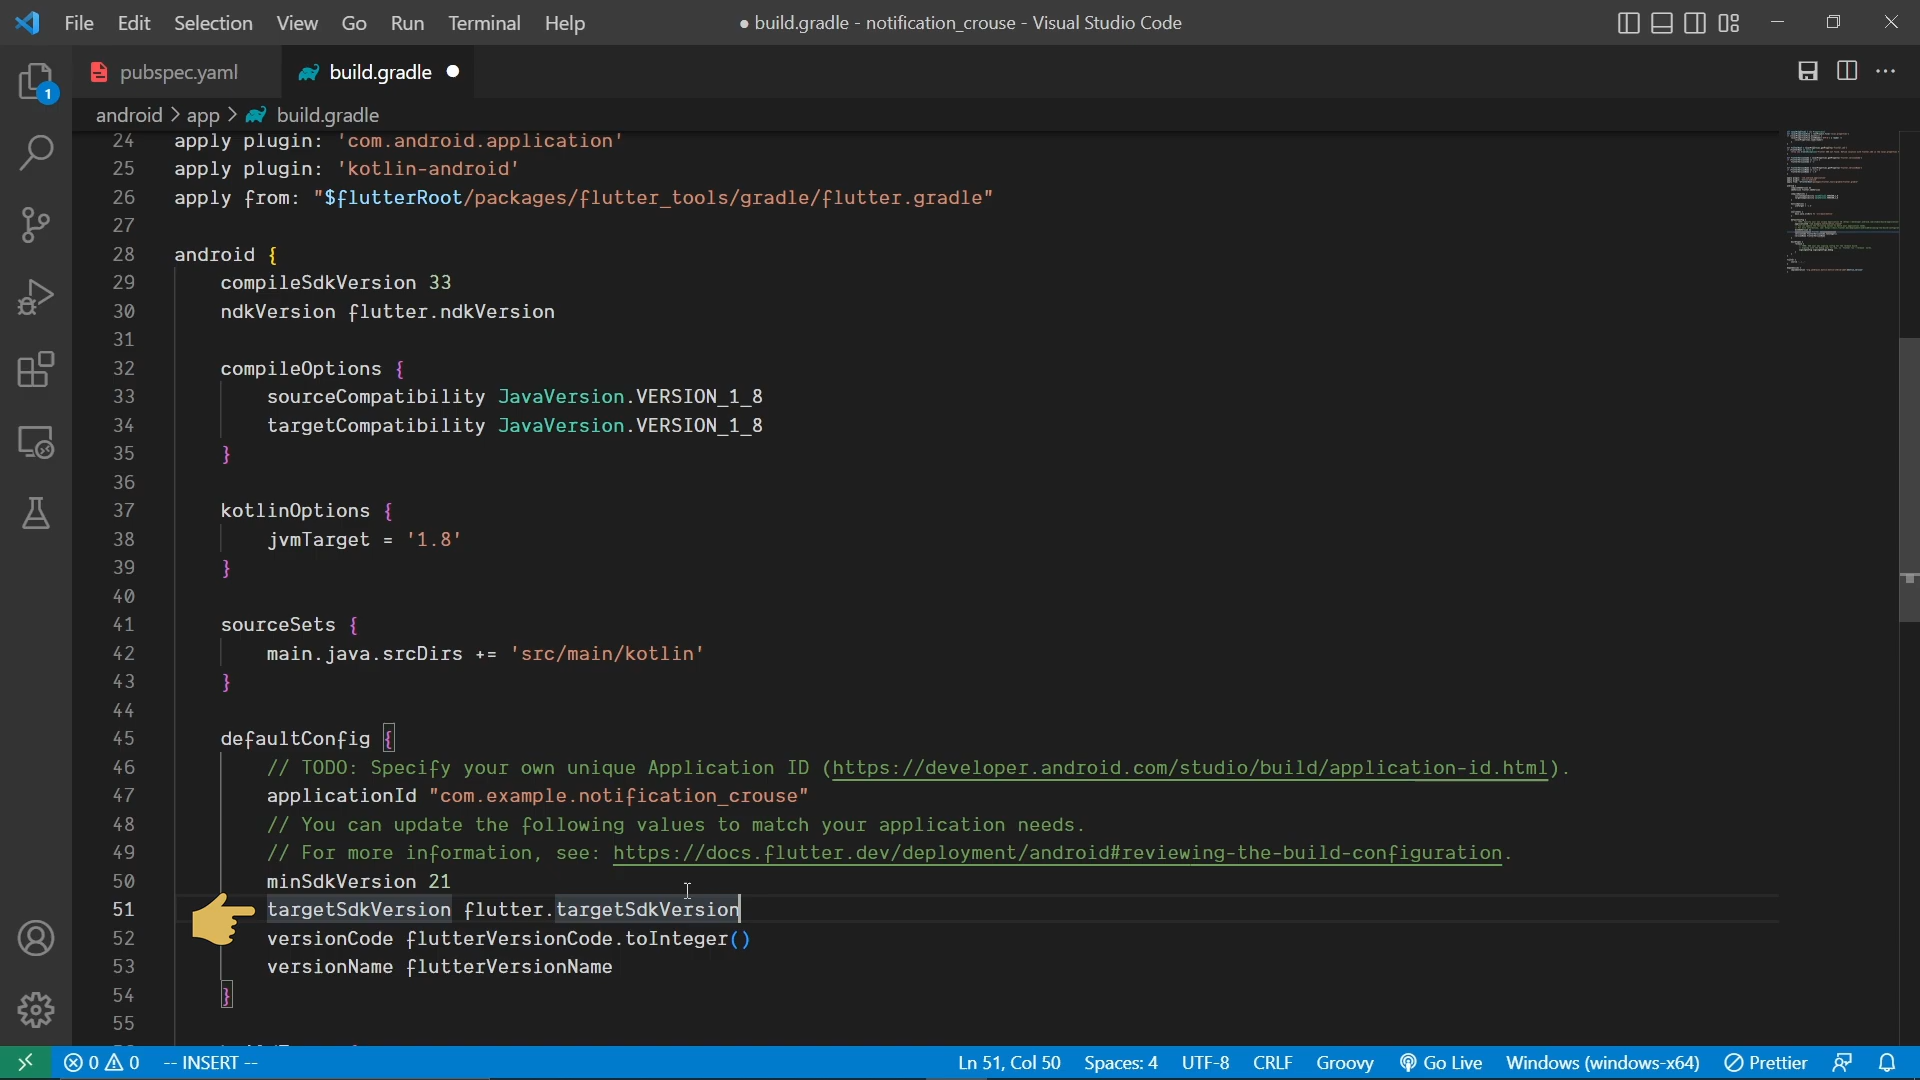 File Edit Selection View Go Run Terminal Help
● build.gradle - notification_crouse - Visual Studio Code
pubspec.yaml
build.gradle
1
android > app > build.gradle
24 apply plugin: 'com.android.application'
25 apply plugin: 'kotlin-android'
26 apply from: "$flutterRoot/packages/flutter_tools/gradle/flutter.gradle"
27
28 android {
29 compileSdkVersion 33
30 ndkVersion flutter.ndkVersion
31
32 compileOptions {
33 sourceCompatibility JavaVersion.VERSION_1_8
34 targetCompatibility JavaVersion.VERSION_1_8
35 }
36
37 kotlinOptions {
38 jvmTarget = '1.8'
39 }
40
41 sourceSets {
42 main.java.srcDirs += 'src/main/kotlin'
43 }
44
45 defaultConfig {
46 // TODO: Specify your own unique Application ID (https://developer.android.com/studio/build/application-id.html).
47 applicationId "com.example.notification_crouse"
48 // You can update the following values to match your application needs.
49 // For more information, see: https://docs.flutter.dev/deployment/android#reviewing-the-build-configuration.
50 minSdkVersion 21
51 targetSdkVersion flutter.targetSdkVersion
52 versionCode flutterVersionCode.toInteger()
53 versionName flutterVersionName
54 }
55
0 0 -- INSERT -- Ln 51, Col 50 Spaces: 4 UTF-8 CRLF Groovy Go Live Windows (windows-x64) Prettier